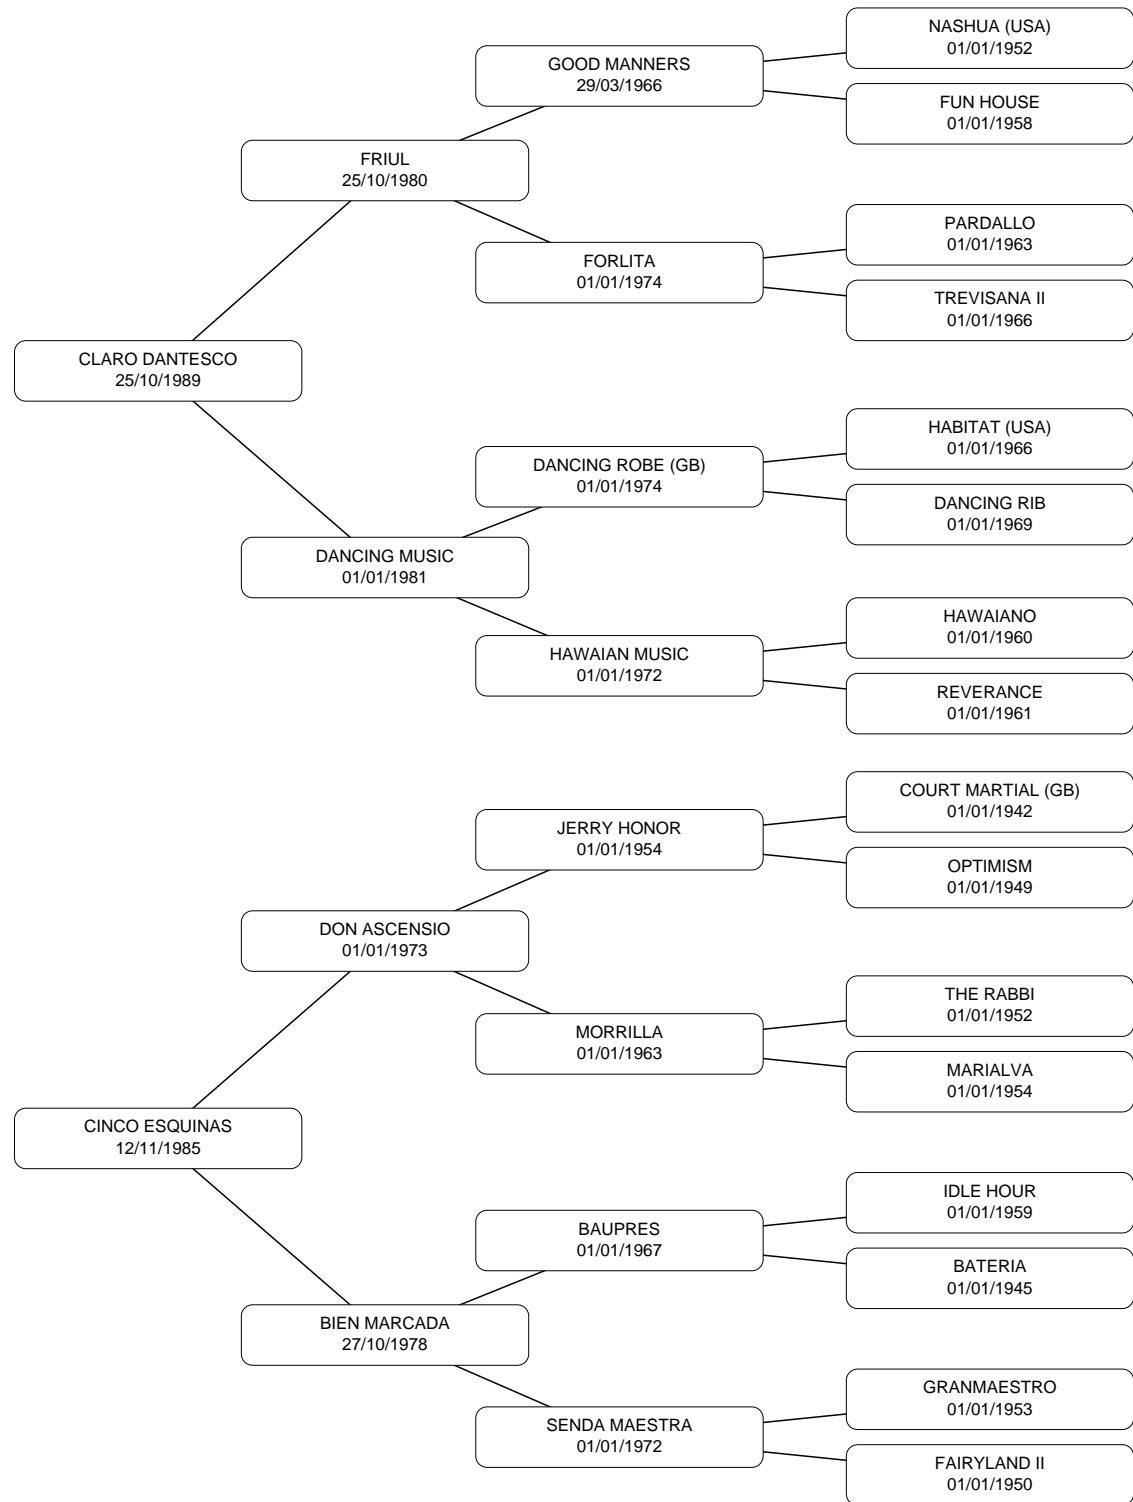 NASHUA (USA)
01/01/1952
GOOD MANNERS
29/03/1966
FUN HOUSE
01/01/1958
FRIUL
25/10/1980
PARDALLO
01/01/1963
FORLITA
01/01/1974
TREVISANA II
01/01/1966
CLARO DANTESCO
25/10/1989
HABITAT (USA)
01/01/1966
DANCING ROBE (GB)
01/01/1974
DANCING RIB
01/01/1969
DANCING MUSIC
01/01/1981
HAWAIANO
01/01/1960
HAWAIAN MUSIC
01/01/1972
REVERANCE
01/01/1961
COURT MARTIAL (GB)
01/01/1942
JERRY HONOR
01/01/1954
OPTIMISM
01/01/1949
DON ASCENSIO
01/01/1973
THE RABBI
01/01/1952
MORRILLA
01/01/1963
MARIALVA
01/01/1954
CINCO ESQUINAS
12/11/1985
IDLE HOUR
01/01/1959
BAUPRES
01/01/1967
BATERIA
01/01/1945
BIEN MARCADA
27/10/1978
GRANMAESTRO
01/01/1953
SENDA MAESTRA
01/01/1972
FAIRYLAND II
01/01/1950